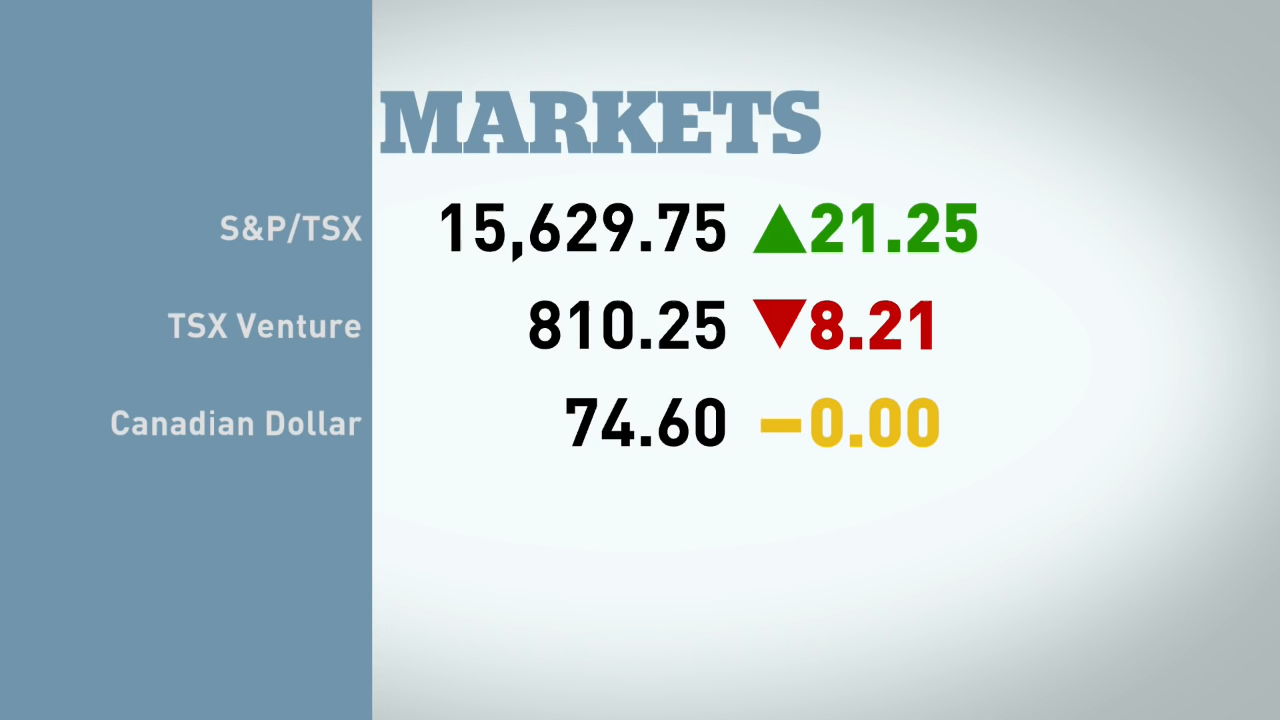 MARKETS
S&P/TSX 15,629.75 ▲21.25
TSX Venture 810.25 ▼8.21
Canadian Dollar 74.60 –0.00